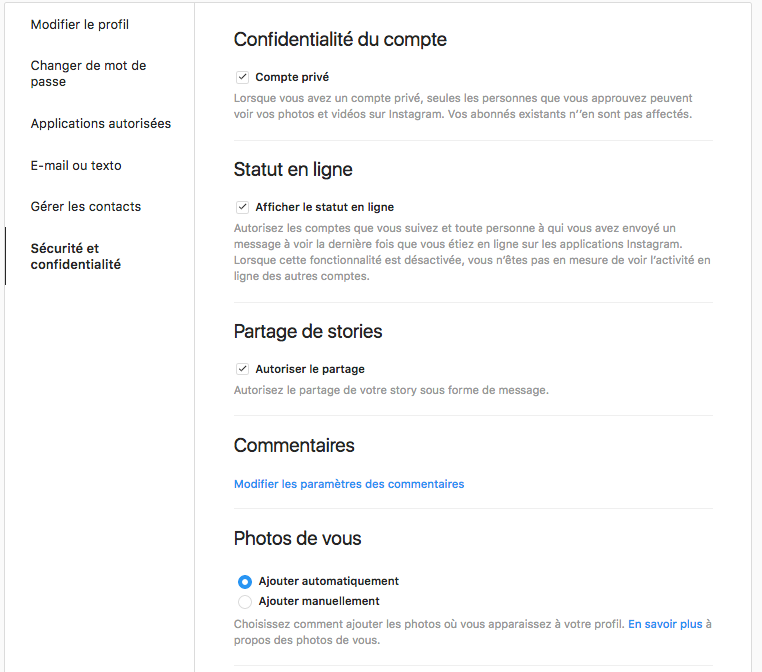 Modifier le profil
Changer de mot de
passe
Applications autorisées
E-mail ou texto
Gérer les contacts
Sécurité et
confidentialité
Confidentialité du compte
Compte privé
Lorsque vous avez un compte privé, seules les personnes que vous approuvez peuvent
voir vos photos et vidéos sur Instagram. Vos abonnés existants n’’en sont pas affectés.
Statut en ligne
Afficher le statut en ligne
Autorisez les comptes que vous suivez et toute personne à qui vous avez envoyé un
message à voir la dernière fois que vous étiez en ligne sur les applications Instagram.
Lorsque cette fonctionnalité est désactivée, vous n’êtes pas en mesure de voir l’activité en
ligne des autres comptes.
Partage de stories
Autoriser le partage
Autorisez le partage de votre story sous forme de message.
Commentaires
Modifier les paramètres des commentaires
Photos de vous
Ajouter automatiquement
Ajouter manuellement
Choisissez comment ajouter les photos où vous apparaissez à votre profil. En savoir plus à
propos des photos de vous.